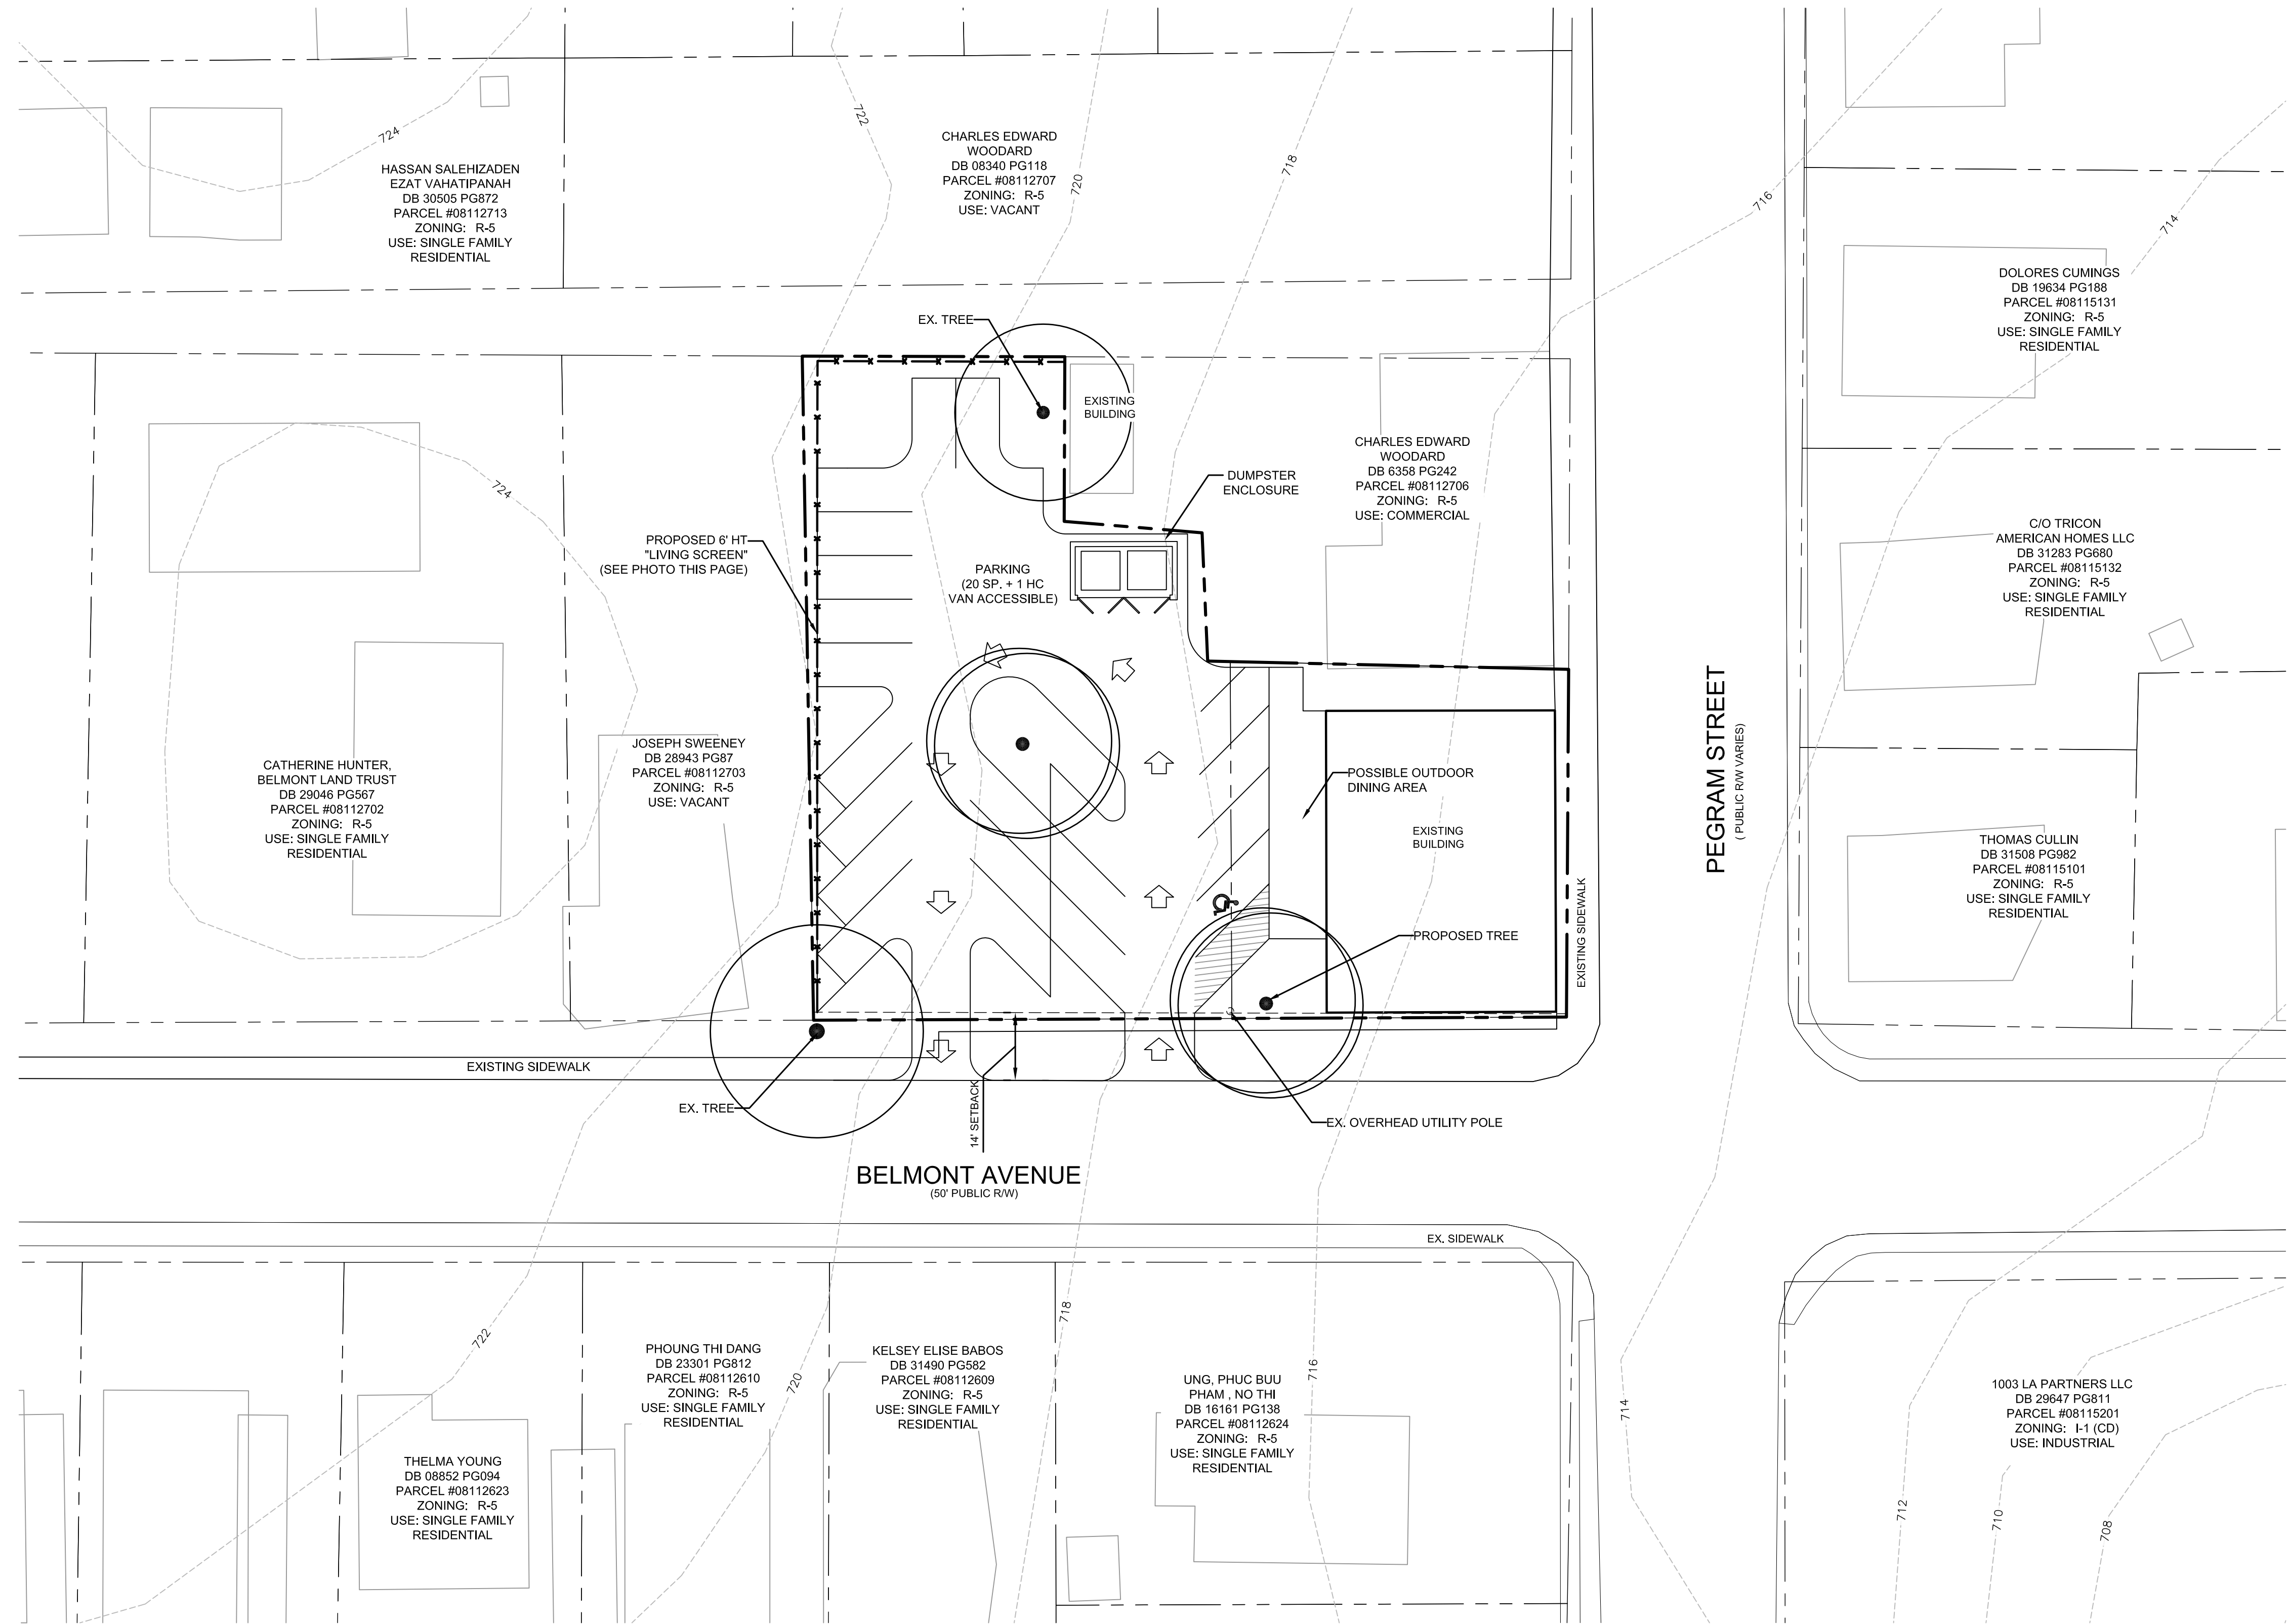 722
724
718
CHARLES EDWARD
WOODARD
DB 08340 PG118
PARCEL #08112707
ZONING: R-5
USE: VACANT
720
HASSAN SALEHIZADEN
EZAT VAHATIPANAH
DB 30505 PG872
PARCEL #08112713
ZONING: R-5
USE: SINGLE FAMILY
RESIDENTIAL
716
714
DOLORES CUMINGS
DB 19634 PG188
PARCEL #08115131
ZONING: R-5
USE: SINGLE FAMILY
RESIDENTIAL
EX. TREE
EXISTING
BUILDING
CHARLES EDWARD
WOODARD
DB 6358 PG242
PARCEL #08112706
ZONING: R-5
USE: COMMERCIAL
DUMPSTER
ENCLOSURE
724
PROPOSED 6' HT
"LIVING SCREEN"
(SEE PHOTO THIS PAGE)
PARKING
(20 SP. + 1 HC
VAN ACCESSIBLE)
C/O TRICON
AMERICAN HOMES LLC
DB 31283 PG680
PARCEL #08115132
ZONING: R-5
USE: SINGLE FAMILY
RESIDENTIAL
CATHERINE HUNTER,
BELMONT LAND TRUST
DB 29046 PG567
PARCEL #08112702
ZONING: R-5
USE: SINGLE FAMILY
RESIDENTIAL
JOSEPH SWEENEY
DB 28943 PG87
PARCEL #08112703
ZONING: R-5
USE: VACANT
POSSIBLE OUTDOOR
DINING AREA
EXISTING
BUILDING
PEGRAM STREET
( PUBLIC R/W VARIES)
THOMAS CULLIN
DB 31508 PG982
PARCEL #08115101
ZONING: R-5
USE: SINGLE FAMILY
RESIDENTIAL
PROPOSED TREE
EXISTING SIDEWALK
EXISTING SIDEWALK
EX. TREE
14' SETBACK
EX. OVERHEAD UTILITY POLE
BELMONT AVENUE
(50' PUBLIC R/W)
EX. SIDEWALK
722
720
718
716
714
712
710
708
PHOUNG THI DANG
DB 23301 PG812
PARCEL #08112610
ZONING: R-5
USE: SINGLE FAMILY
RESIDENTIAL
KELSEY ELISE BABOS
DB 31490 PG582
PARCEL #08112609
ZONING: R-5
USE: SINGLE FAMILY
RESIDENTIAL
UNG, PHUC BUU
PHAM , NO THI
DB 16161 PG138
PARCEL #08112624
ZONING: R-5
USE: SINGLE FAMILY
RESIDENTIAL
1003 LA PARTNERS LLC
DB 29647 PG811
PARCEL #08115201
ZONING: I-1 (CD)
USE: INDUSTRIAL
THELMA YOUNG
DB 08852 PG094
PARCEL #08112623
ZONING: R-5
USE: SINGLE FAMILY
RESIDENTIAL